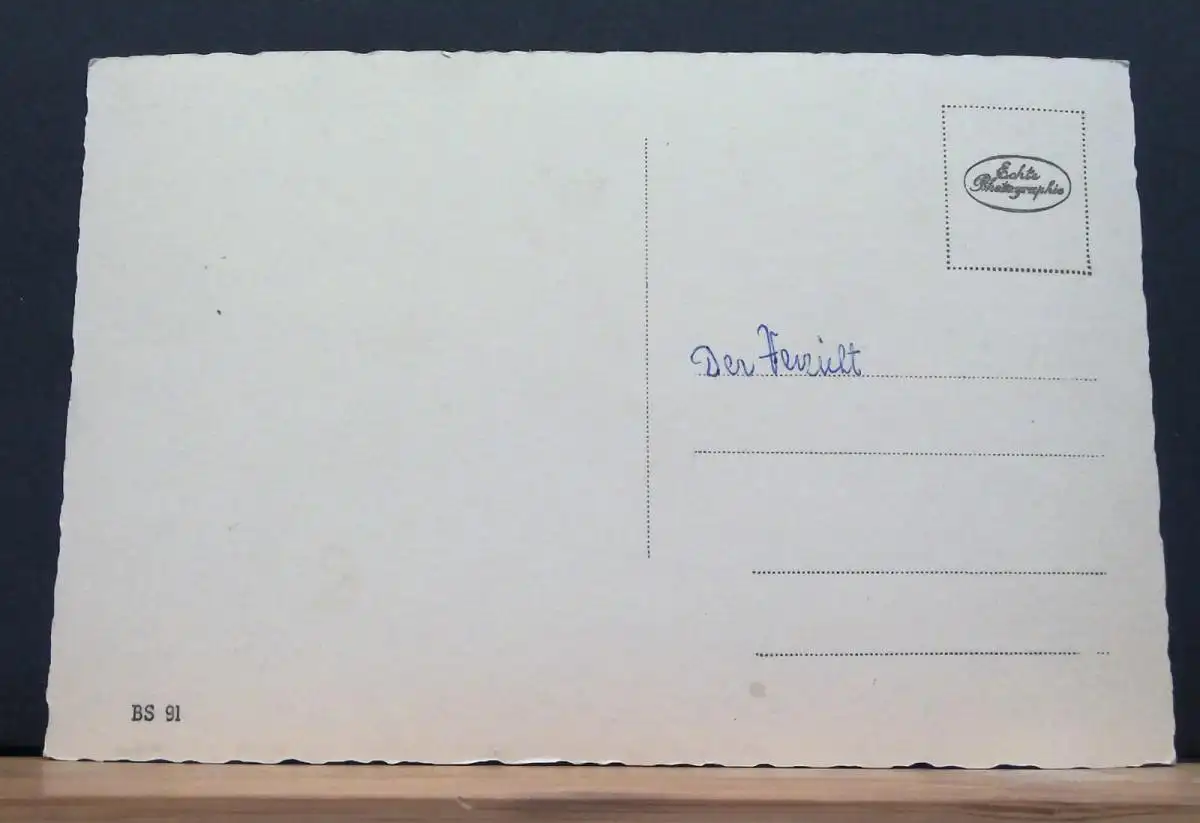 Echte
Photographie
Der Verzicht
BS 91